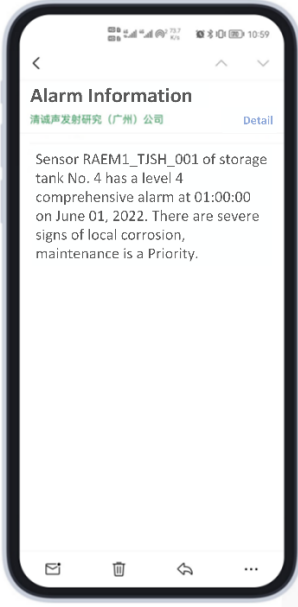 73.7
K/s
10:59
Alarm Information
清诚声发射研究（广州）公司
Detail
Sensor RAEM1_TJSH_001 of storage
tank No. 4 has a level 4
comprehensive alarm at 01:00:00
on June 01, 2022. There are severe
signs of local corrosion,
maintenance is a Priority.